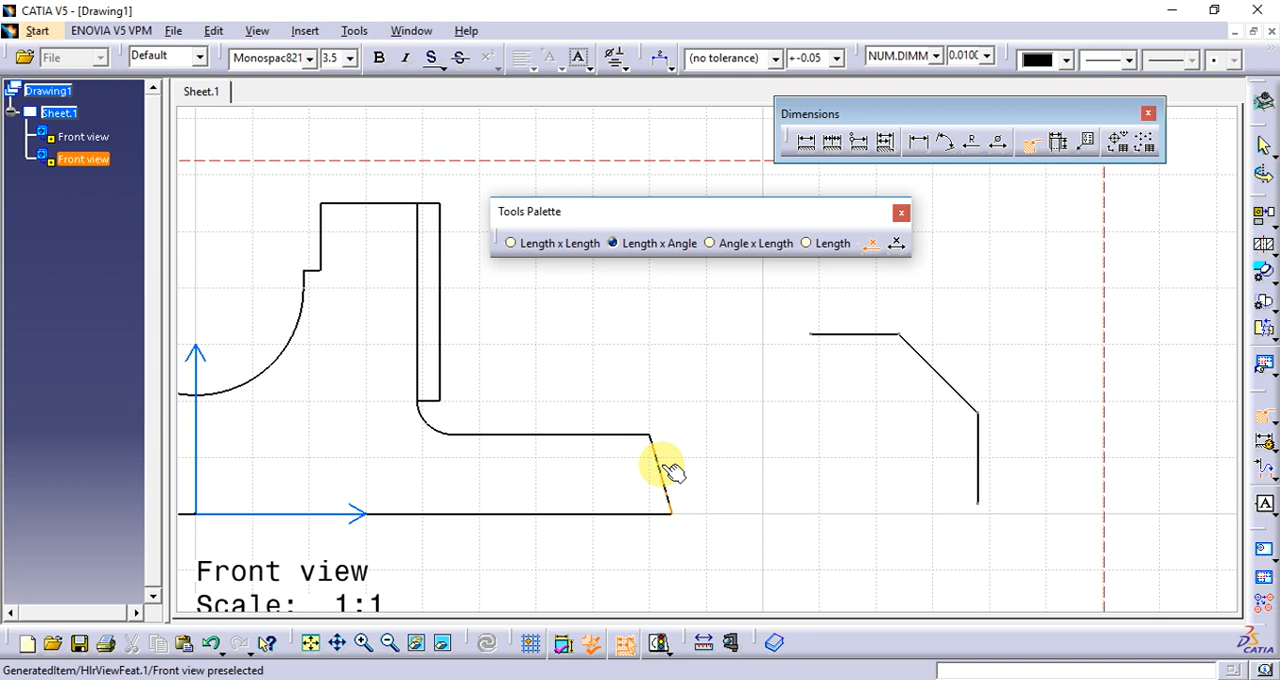 CATIA V5 - [Drawing1]
Start ENOVIA V5 VPM File Edit View Insert Tools Window Help
File Default Monospac821 3.5 B I S S (no tolerance) +-0.05 NUM.DIMM 0.010(
Drawing1
Sheet.1
Front view
Front view
Sheet.1
Dimensions
Tools Palette
Length x Length Length x Angle Angle x Length Length
Front view
Scale: 1:1
GeneratedItem/HlrViewFeat.1/Front view preselected
CATIA